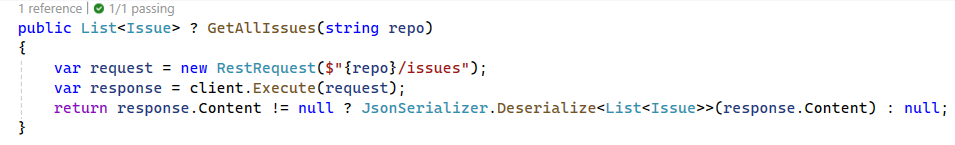 1 reference | 1/1 passing
public List<Issue> ? GetAllIssues(string repo)
{
var request = new RestRequest($"{repo}/issues");
var response = client.Execute(request);
return response.Content != null ? JsonSerializer.Deserialize<List<Issue>>(response.Content) : null;
}